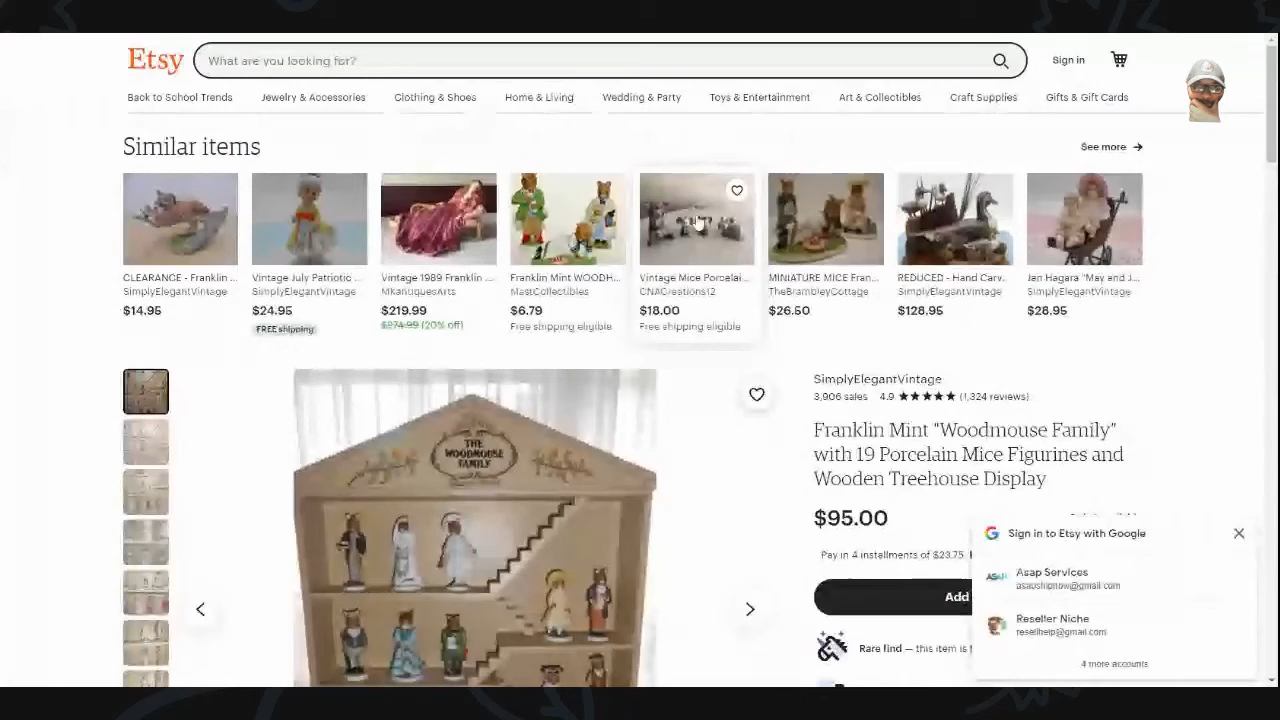 Etsy
What are you looking for?
Sign in
Back to School Trends
Jewelry & Accessories
Clothing & Shoes
Home & Living
Wedding & Party
Toys & Entertainment
Art & Collectibles
Craft Supplies
Gifts & Gift Cards
Similar items
See more →
CLEARANCE - Franklin ...
SimplyElegantVintage
$14.95
Vintage July Patriotic ...
SimplyElegantVintage
$24.95
FREE shipping
Vintage 1989 Franklin ...
MKantiquesArts
$219.99
$274.99 (20% off)
Franklin Mint WOODH...
MastCollectibles
$6.79
Free shipping eligible
Vintage Mice Porcelai...
CNACreations12
$18.00
Free shipping eligible
MINIATURE MICE Fran...
TheBrambleyCottage
$26.50
REDUCED - Hand Carv...
SimplyElegantVintage
$128.95
Jan Hagara "May and J...
SimplyElegantVintage
$28.95
THE
WOODMOUSE
FAMILY
SimplyElegantVintage
3,906 sales 4.9 ★★★★★ (1,324 reviews)
Franklin Mint "Woodmouse Family"
with 19 Porcelain Mice Figurines and
Wooden Treehouse Display
$95.00
Pay in 4 installments of $23.75.
Add
Rare find — this item is
Sign in to Etsy with Google
Asap Services
asapshipnow@gmail.com
Reseller Niche
resellhelp@gmail.com
4 more accounts